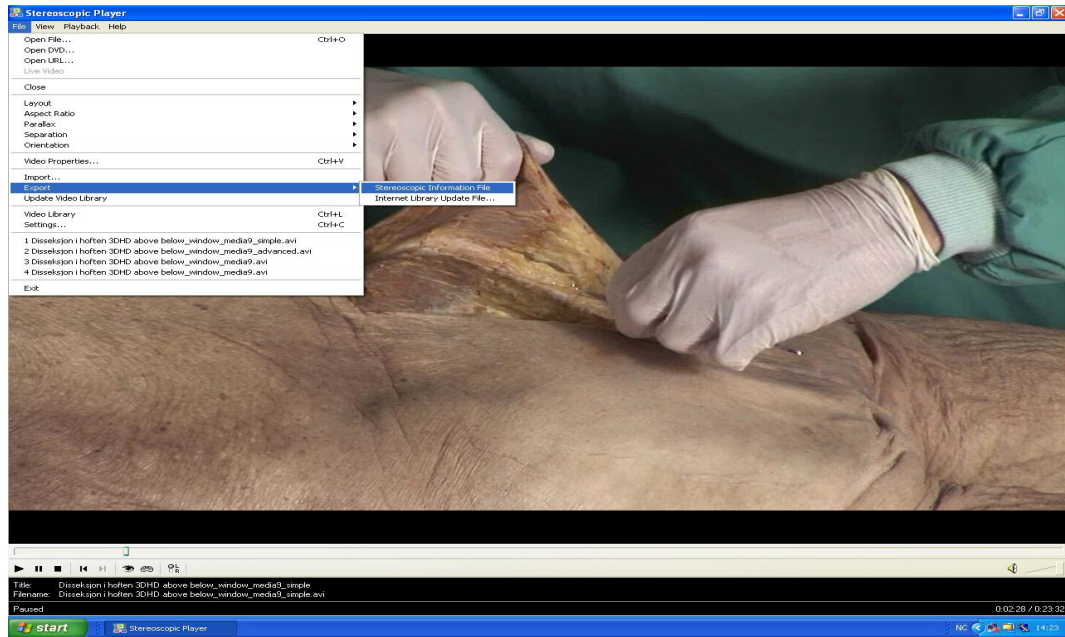 Stereoscopic Player
File View Playback Help
Open File... Ctrl+O
Open DVD...
Open URL...
Live Video
Close
Layout
Aspect Ratio
Parallax
Separation
Orientation
Video Properties... Ctrl+V
Import...
Export
Stereoscopic Information File
Update Video Library
Internet Library Update File...
Video Library Ctrl+L
Settings... Ctrl+C
1 Disseksjon i hoften 3DHD above below_window_media9_simple.avi
2 Disseksjon i hoften 3DHD above below_window_media9_advanced.avi
3 Disseksjon i hoften 3DHD above below_window_media9.avi
4 Disseksjon i hoften 3DHD above below_window_media9.avi
Exit
Title: Disseksjon i hoften 3DHD above below_window_media9_simple
Filename: Disseksjon i hoften 3DHD above below_window_media9_simple.avi
Paused 0:02:28 / 0:23:32
start Stereoscopic Player NC 14:23